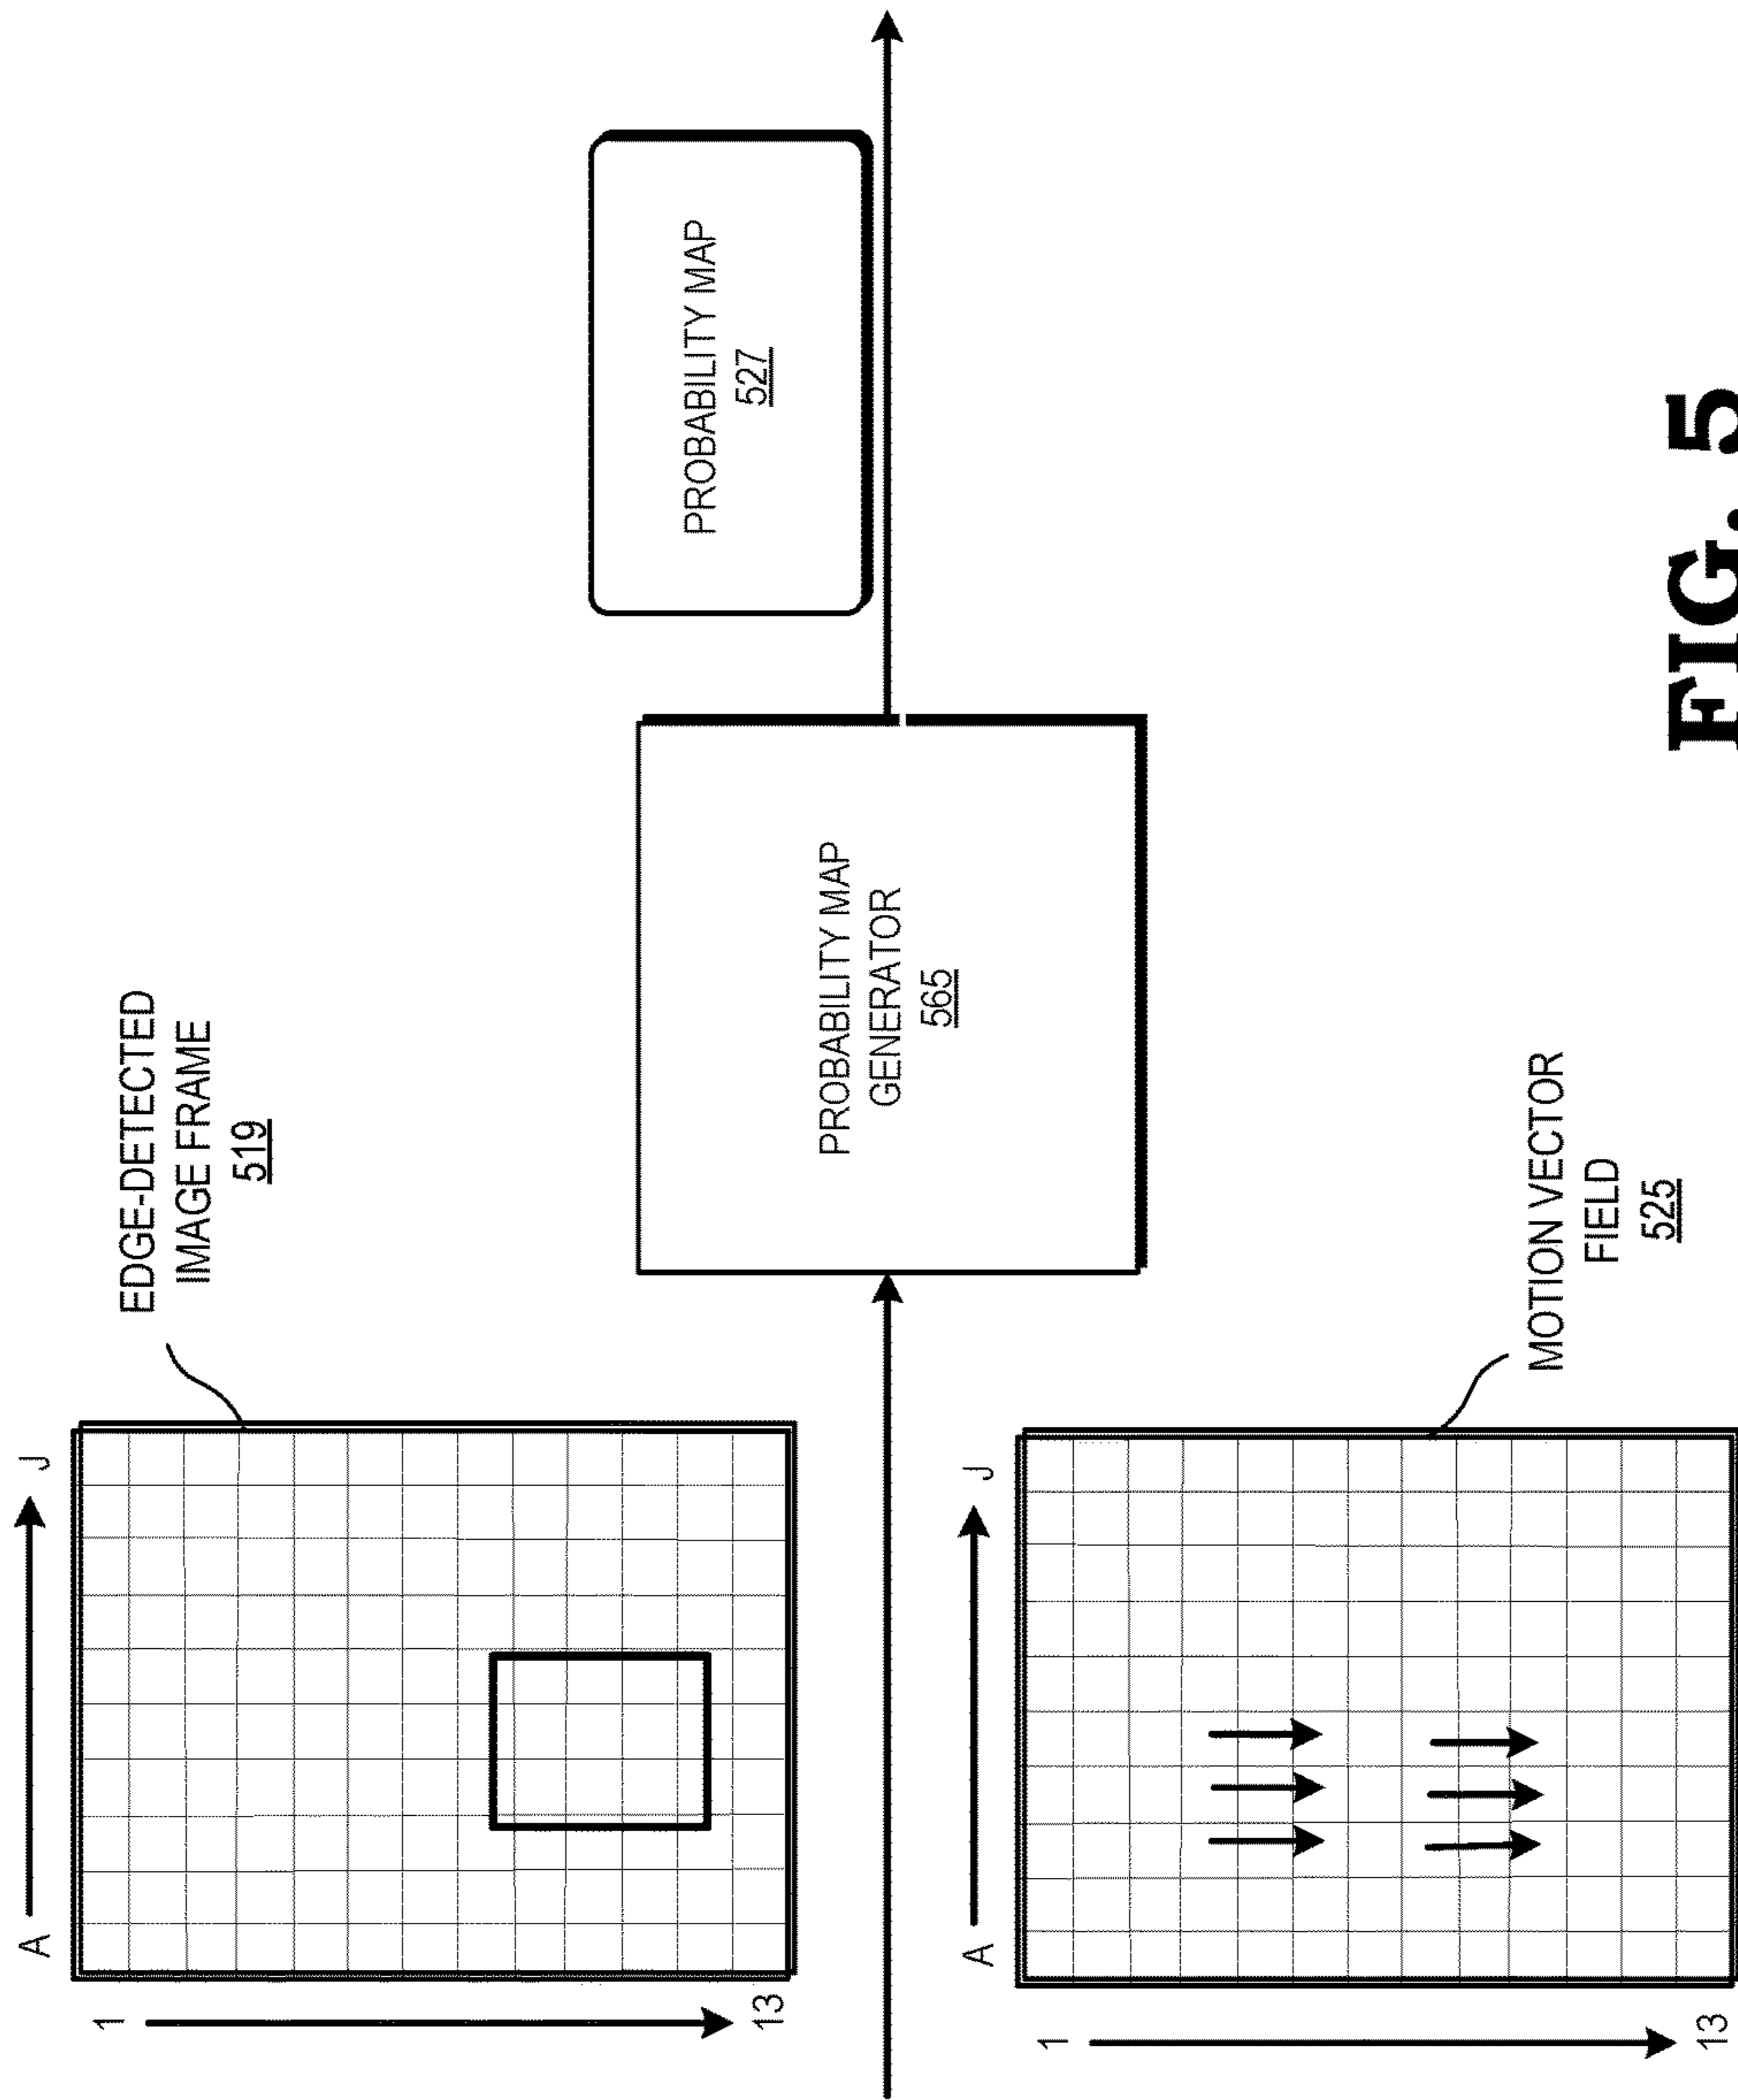 A
J
1
13
EDGE-DETECTED
IMAGE FRAME
519
A
J
1
13
MOTION VECTOR
FIELD
525
PROBABILITY MAP
GENERATOR
565
PROBABILITY MAP
527
FIG. 5